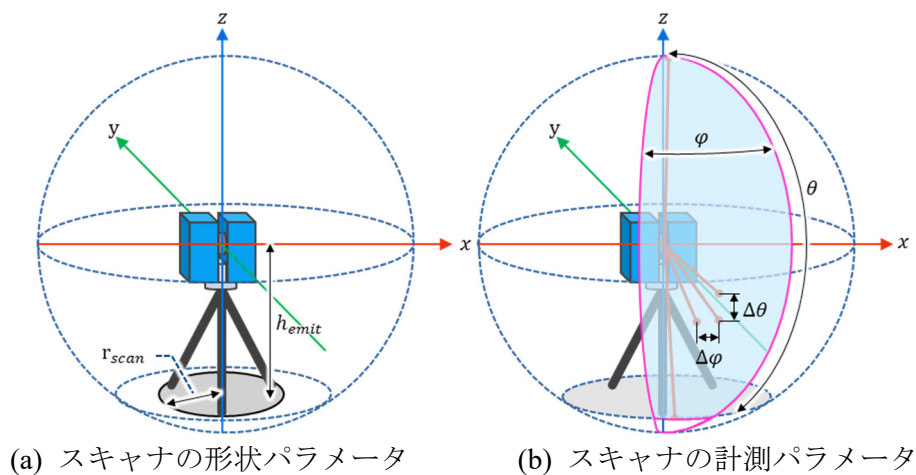 z
y
x
h_emit
r_scan
(a) スキャナの形状パラメータ
z
y
φ
θ
x
Δθ
Δφ
(b) スキャナの計測パラメータ